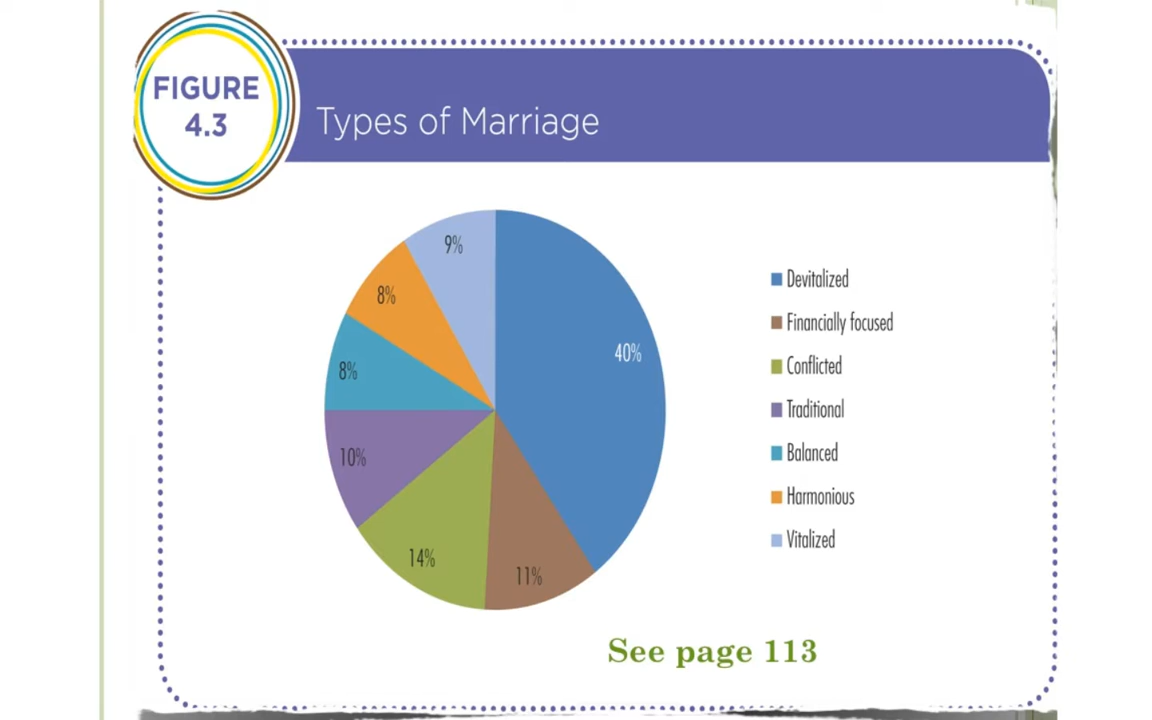 FIGURE
4.3
Types of Marriage
9%
8%
8%
10%
14%
11%
40%
Devitalized
Financially focused
Conflicted
Traditional
Balanced
Harmonious
Vitalized
See page 113